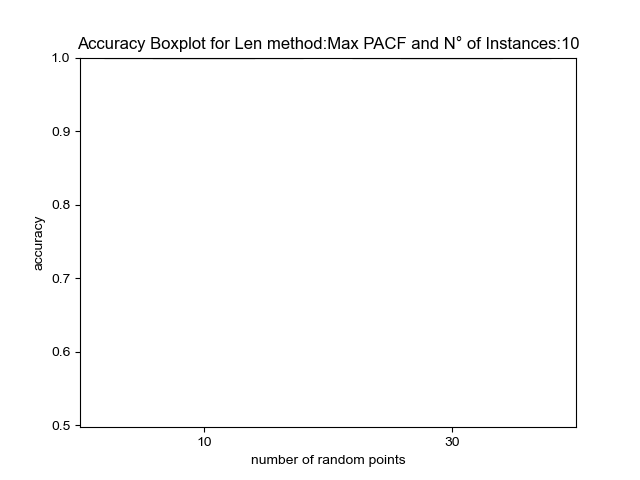 Accuracy Boxplot for Len method:Max PACF and N° of Instances:10
1.0
0.9
0.8
0.7
0.6
0.5
accuracy
10 30
number of random points